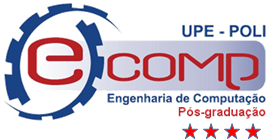 UPE - POLI
ecomp
Engenharia de Computação
Pós-graduação